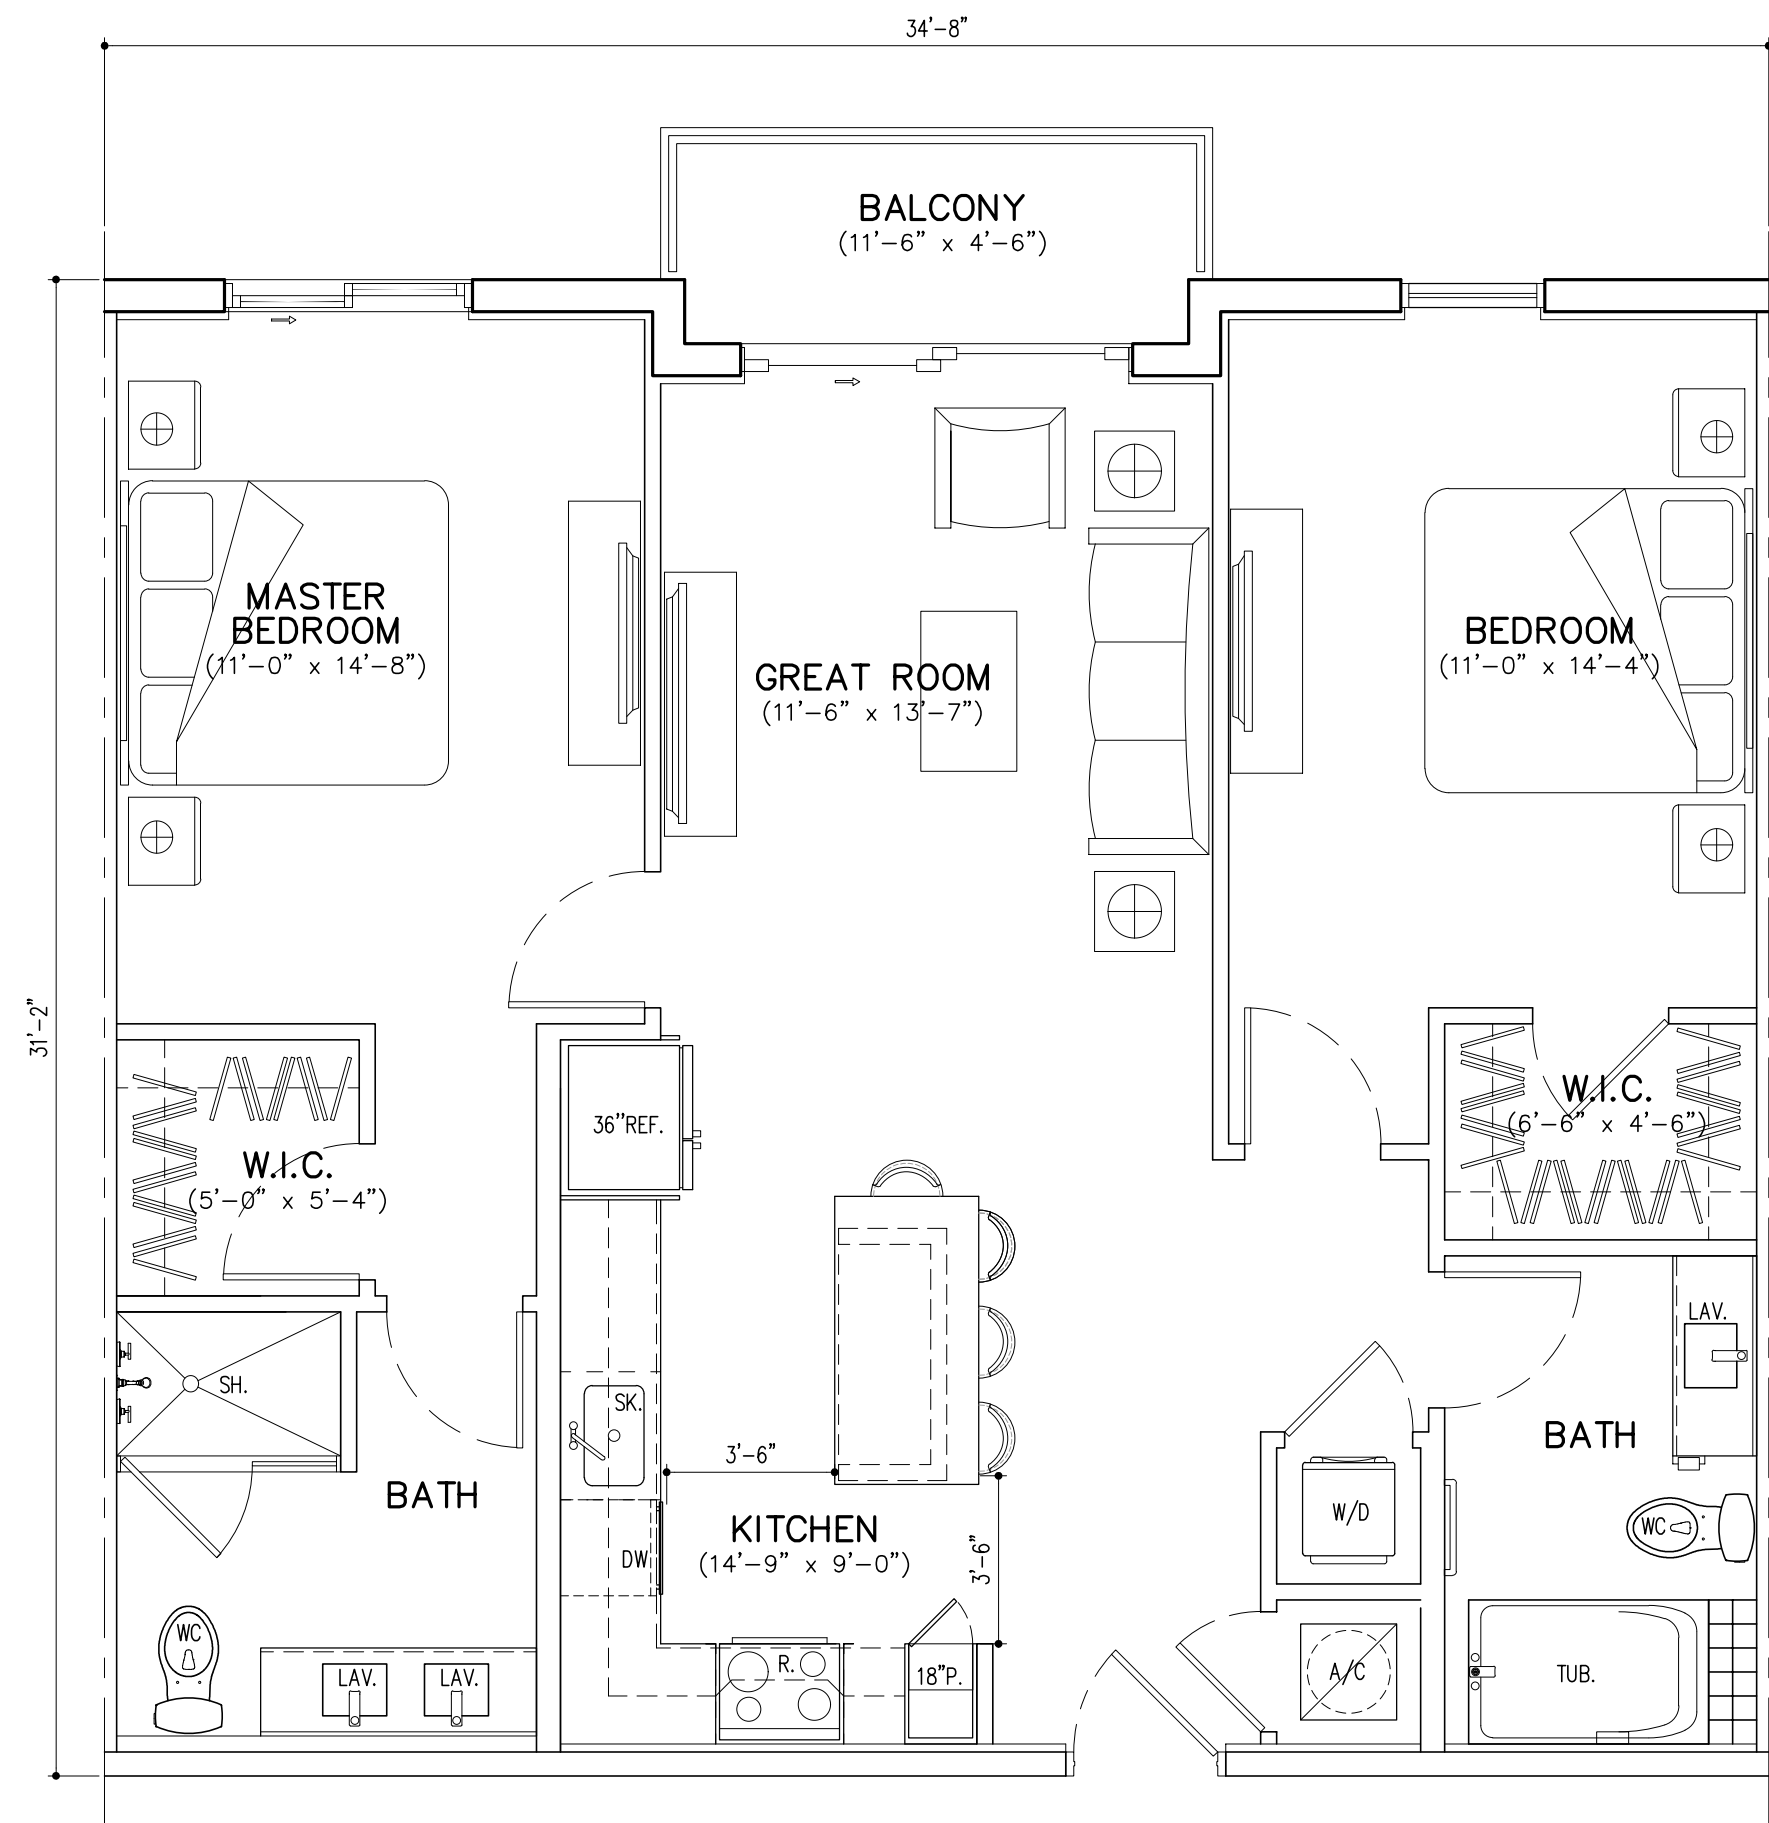 34'-8"
BALCONY
(11'-6" x 4'-6")
MASTER
BEDROOM
(11'-0" x 14'-8")
GREAT ROOM
(11'-6" x 13'-7")
BEDROOM
(11'-0" x 14'-4")
31'-2"
36"REF.
W.I.C.
(5'-0" x 5'-4")
W.I.C.
(6'-6" x 4'-6")
SH.
SK.
LAV.
BATH
3'-6"
BATH
KITCHEN
(14'-9" x 9'-0")
DW
3'-6"
W/D
WC
WC
LAV.
LAV.
R.
18"P.
A/C
TUB.